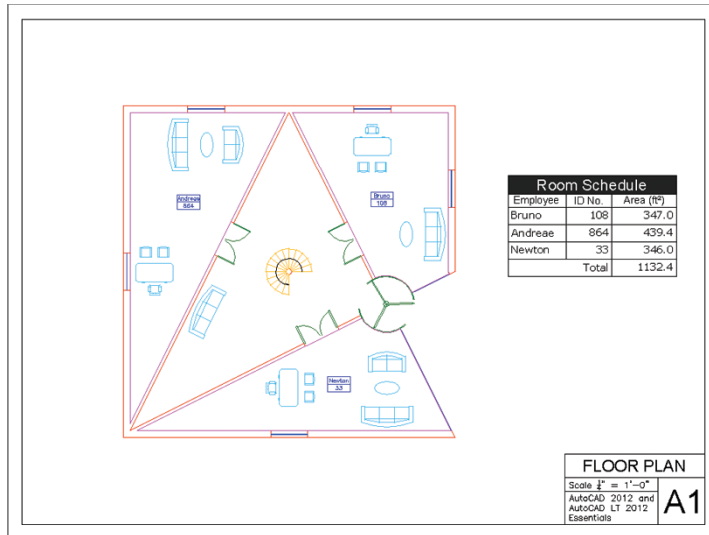 Andreae
864
Bruno
108
Newton
33
Room Schedule
Employee ID No. Area (ft²)
Bruno 108 347.0
Andreae 864 439.4
Newton 33 346.0
Total 1132.4
FLOOR PLAN
Scale ¼" = 1'-0"
AutoCAD 2012 and
AutoCAD LT 2012
Essentials
A1